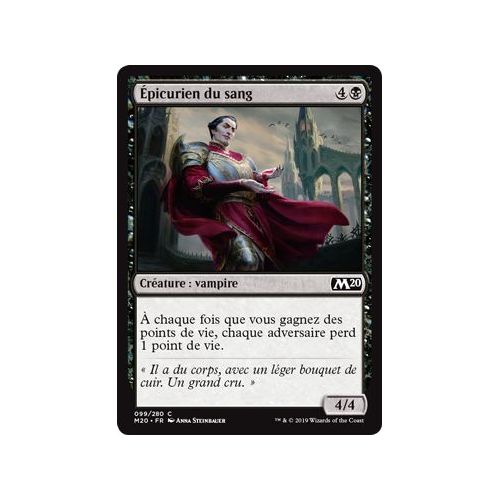 Épicurien du sang 4
Créature : vampire M20
À chaque fois que vous gagnez des
points de vie, chaque adversaire perd
1 point de vie.
« Il a du corps, avec un léger bouquet de
cuir. Un grand cru. »
4/4
099/280 C
M20 • FR Anna Steinbauer ™ & © 2019 Wizards of the Coast